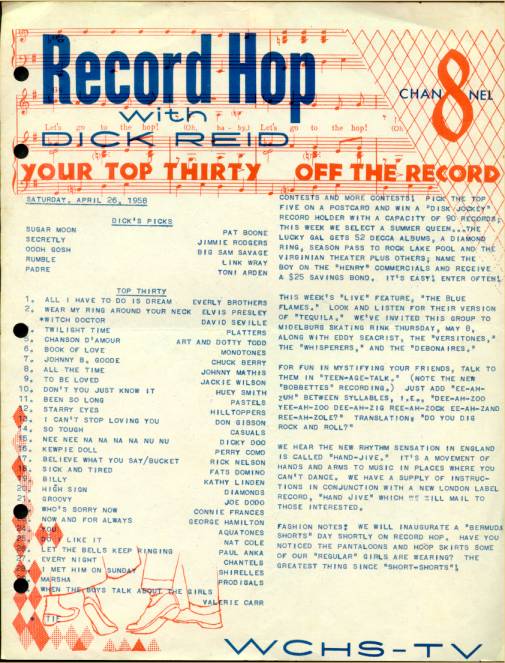 Record Hop
with
DICK REID
Let's go to the hop! (Oh, ba - by,) Let's go to the hop! (Oh
CHAN 8 NEL
YOUR TOP THIRTY OFF THE RECORD
SATURDAY, APRIL 26, 1958
DICK'S PICKS
SUGAR MOON PAT BOONE
SECRETLY JIMMIE RODGERS
OOOH GOSH BIG SAM SAVAGE
RUMBLE LINK WRAY
PADRE TONI ARDEN
TOP THIRTY
1. ALL I HAVE TO DO IS DREAM EVERLY BROTHERS
2. WEAR MY RING AROUND YOUR NECK ELVIS PRESLEY
*WITCH DOCTOR DAVID SEVILLE
4. TWILIGHT TIME PLATTERS
5. CHANSON D'AMOUR ART AND DOTTY TODD
6. BOOK OF LOVE MONOTONES
7. JOHNNY B. GOODE CHUCK BERRY
8. ALL THE TIME JOHNNY MATHIS
9. TO BE LOVED JACKIE WILSON
10. DON'T YOU JUST KNOW IT HUEY SMITH
11. BEEN SO LONG PASTELS
12. STARRY EYES HILLTOPPERS
13. I CAN'T STOP LOVING YOU DON GIBSON
14. SO TOUGH CASUALS
15. NEE NEE NA NA NA NA NU NU DICKY DOO
16. KEWPIE DOLL PERRY COMO
17. BELIEVE WHAT YOU SAY/BUCKET RICK NELSON
18. SICK AND TIRED FATS DOMINO
19. BILLY KATHY LINDEN
20. HIGH SIGN DIAMONDS
21. GROOVY JOE DODO
WHO'S SORRY NOW CONNIE FRANCES
NOW AND FOR ALWAYS GEORGE HAMILTON
24. YOU AQUATONES
LIKE IT NAT COLE
26. LET THE BELLS KEEP RINGING PAUL ANKA
EVERY NIGHT CHANTELS
I MET HIM ON SUNDAY SHIRELLES
MARSHA PRODIGALS
WHEN THE BOYS TALK ABOUT THE GIRLS
VALERIE CARR
* TIE
CONTESTS AND MORE CONTESTS! PICK THE TOP
FIVE ON A POSTCARD AND WIN A "DISK JOCKEY"
RECORD HOLDER WITH A CAPACITY OF 90 RECORDS.
THIS WEEK WE SELECT A SUMMER QUEEN...THE
LUCKY GAL GETS 52 DECCA ALBUMS, A DIAMOND
RING, SEASON PASS TO ROCK LAKE POOL AND THE
VIRGINIAN THEATER PLUS OTHERS; NAME THE
BOY ON THE "HENRY" COMMERCIALS AND RECEIVE
A $25 SAVINGS BOND. IT'S EASY! ENTER OFTEN!
THIS WEEK'S "LIVE" FEATURE, "THE BLUE
FLAMES." LOOK AND LISTEN FOR THEIR VERSION
OF "TEQUILA." WE'VE INVITED THIS GROUP TO
MIDELBURG SKATING RINK THURSDAY, MAY 8,
ALONG WITH EDDY SEACRIST, THE "VERSITONES,"
THE "WHISPERERS," AND THE "DEBONAIRES."
FOR FUN IN MYSTIFYING YOUR FRIENDS, TALK TO
THEM IN "TEEN-AGE-TALK." (NOTE THE NEW
"BOBBETTES" RECORDING.) JUST ADD "EE-AH-
ZUH" BETWEEN SYLLABLES, I.E., "DEE-AH-ZOO
YEE-AH-ZOO DEE-AH-ZIG REE-AH-ZOCK EE-AH-ZAND
REE-AH-ZOLE?" TRANSLATION: "DO YOU DIG
ROCK AND ROLL?"
WE HEAR THE NEW RHYTHM SENSATION IN ENGLAND
IS CALLED "HAND-JIVE." IT'S A MOVEMENT OF
HANDS AND ARMS TO MUSIC IN PLACES WHERE YOU
CAN'T DANCE. WE HAVE A SUPPLY OF INSTRUC-
TIONS IN CONJUNCTION WITH A NEW LONDON LABEL
RECORD, "HAND JIVE" WHICH WE WILL MAIL TO
THOSE INTERESTED.
FASHION NOTES: WE WILL INAUGURATE A "BERMUDA
SHORTS" DAY SHORTLY ON RECORD HOP. HAVE YOU
NOTICED THE PANTALOONS AND HOOP SKIRTS SOME
OF OUR "REGULAR" GIRLS ARE WEARING? THE
GREATEST THING SINCE "SHORT-SHORTS"!
WCHS-TV